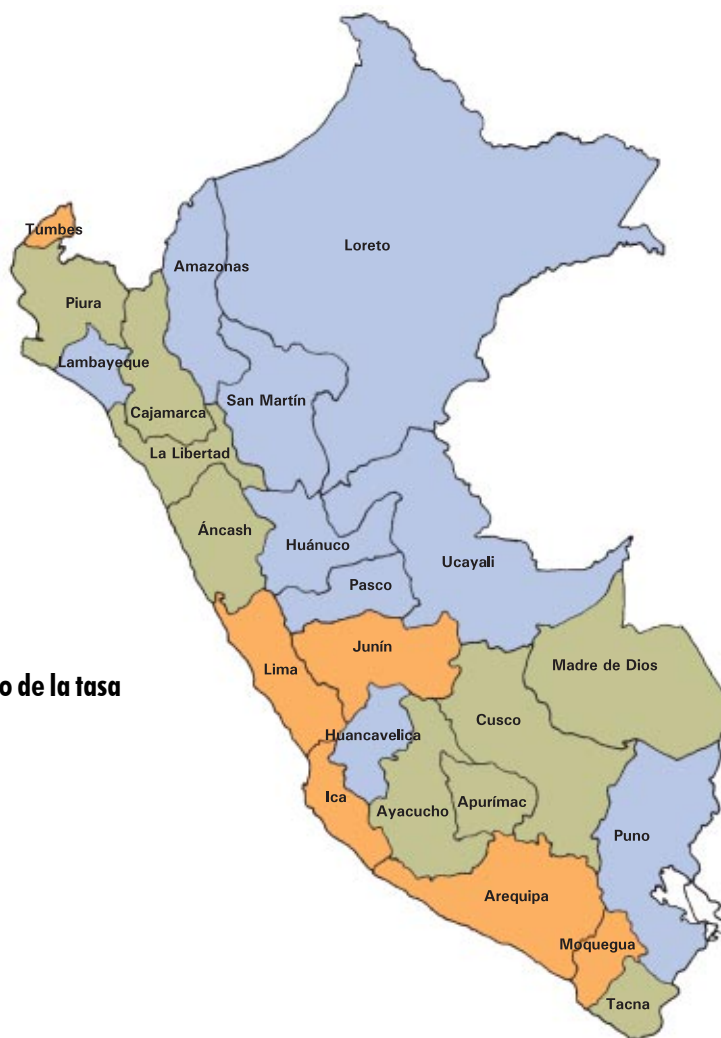 Loreto
Tumbes
Amazonas
Piura
Lambayeque
San Martín
Cajamarca
La Libertad
Áncash
Huánuco
Ucayali
Pasco
Junín
Lima
Madre de Dios
o de la tasa
Cusco
Huancavelica
Ica
Ayacucho
Apurímac
Puno
Arequipa
Moquegua
Tacna